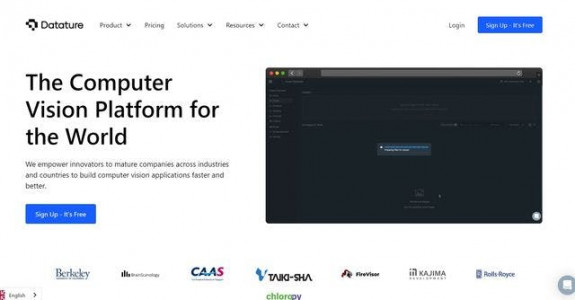 Datature
Product
Pricing
Solutions
Resources
Contact
Login
Sign Up - It's Free
The Computer
Vision Platform for
the World
We empower innovators to mature companies across industries
and countries to build computer vision applications faster and
better.
Sign Up - It's Free
Berkeley
CAAS
TAIKI-SHA
FireVisor
KAJIMA
Rolls-Royce
chloropy
English